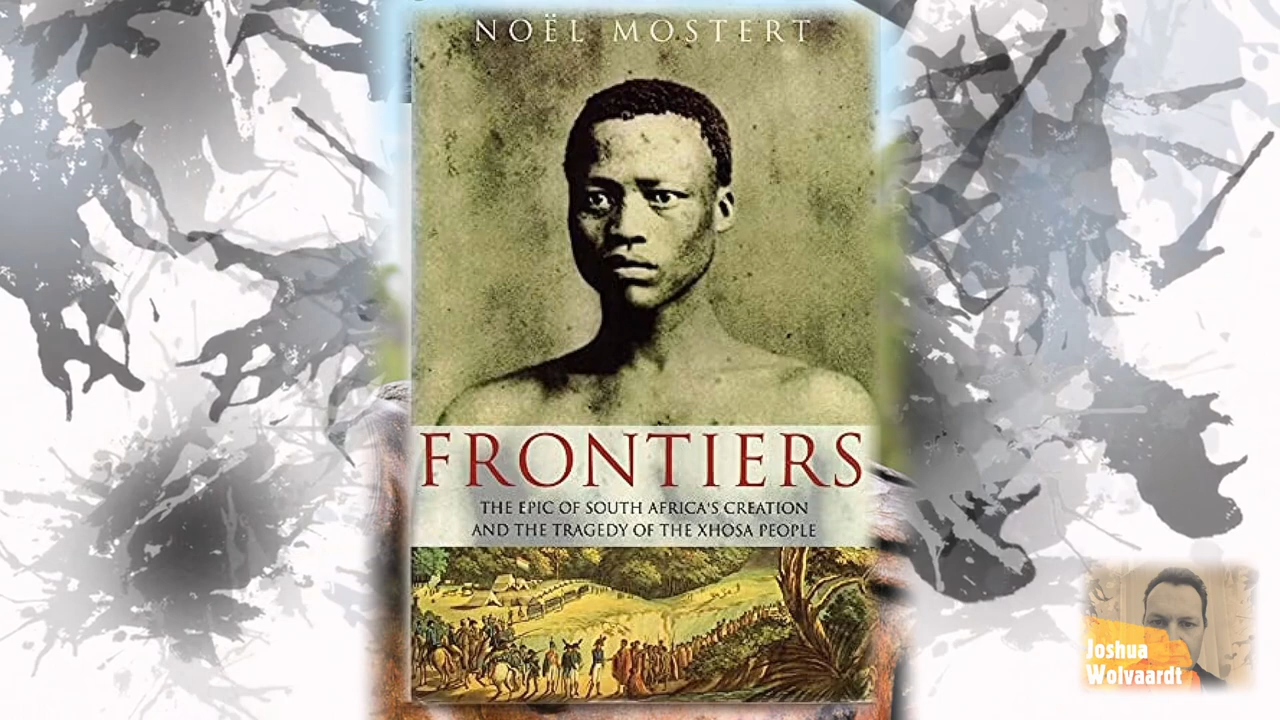 NOËL MOSTERT
FRONTIERS
THE EPIC OF SOUTH AFRICA'S CREATION
AND THE TRAGEDY OF THE XHOSA PEOPLE
Joshua
Wolvaardt